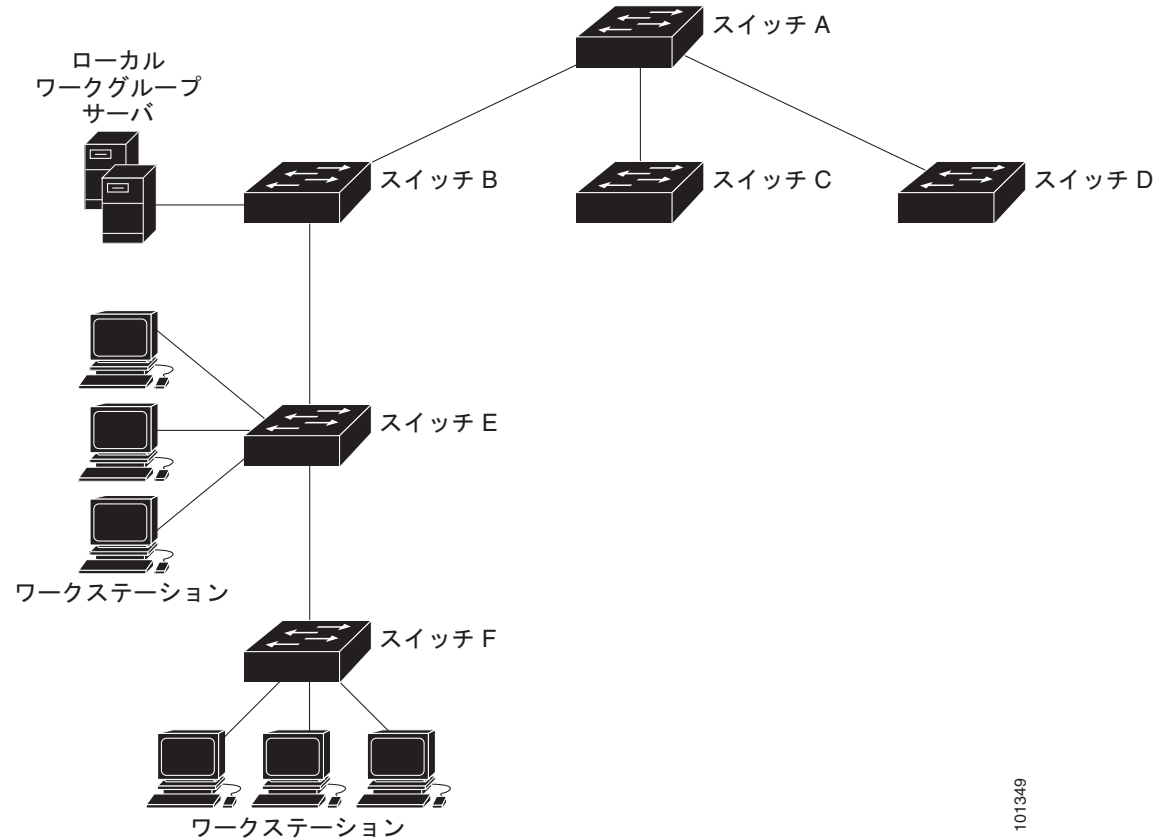 スイッチ A
ローカル
ワークグループ
サーバ
スイッチ B
スイッチ C
スイッチ D
スイッチ E
ワークステーション
スイッチ F
ワークステーション
101349